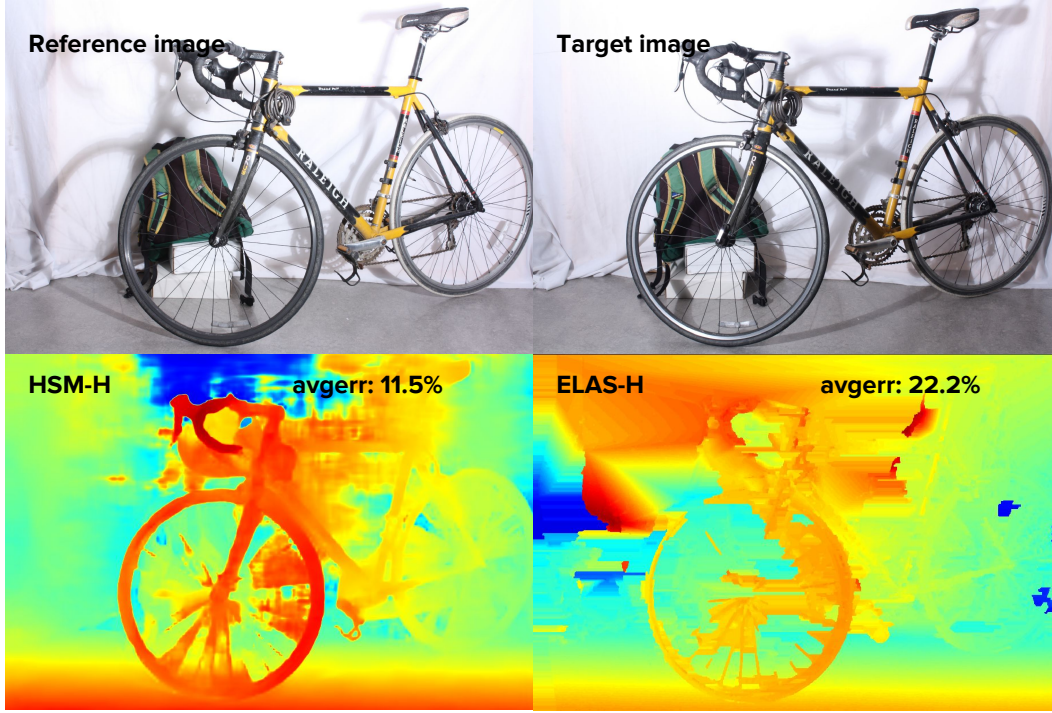 Reference image
Target image
RALEIGH
RALEIGH
HSM-H
avgerr: 11.5%
ELAS-H
avgerr: 22.2%